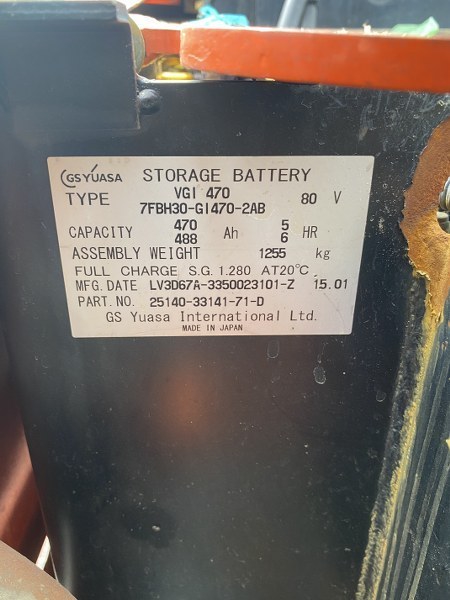 GS YUASA STORAGE BATTERY
TYPE VGI 470 80 V
7FBH30-GI470-2AB
CAPACITY 470 Ah 5 HR
488 6
ASSEMBLY WEIGHT 1255 kg
FULL CHARGE S.G. 1.280 AT20℃
MFG. DATE LV3D67A-3350023101-Z 15.01
PART. NO. 25140-33141-71-D
GS Yuasa International Ltd.
MADE IN JAPAN